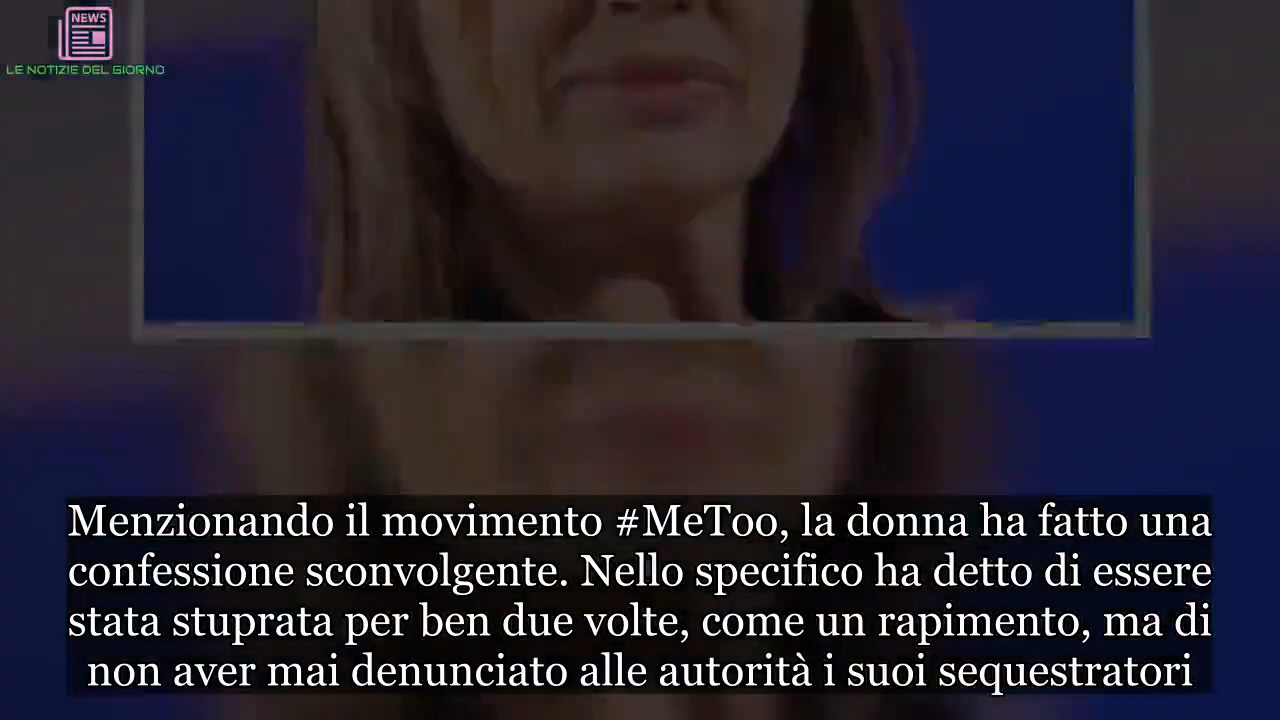 NEWS
LE NOTIZIE DEL GIORNO
Menzionando il movimento #MeToo, la donna ha fatto una
confessione sconvolgente. Nello specifico ha detto di essere
stata stuprata per ben due volte, come un rapimento, ma di
non aver mai denunciato alle autorità i suoi sequestratori